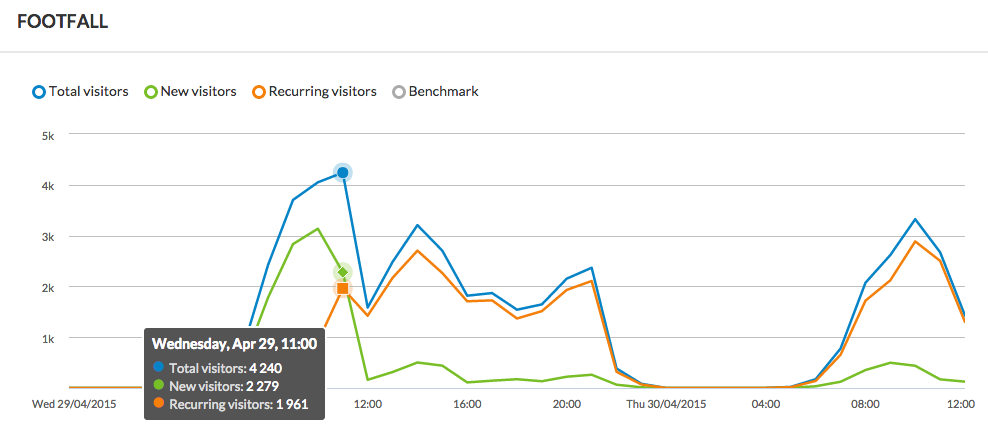 FOOTFALL
Total visitors New visitors Recurring visitors Benchmark
5k
4k
3k
2k
1k
Wednesday, Apr 29, 11:00
Total visitors: 4 240
New visitors: 2 279
Recurring visitors: 1 961
Wed 29/04/2015 12:00 16:00 20:00 Thu 30/04/2015 04:00 08:00 12:00